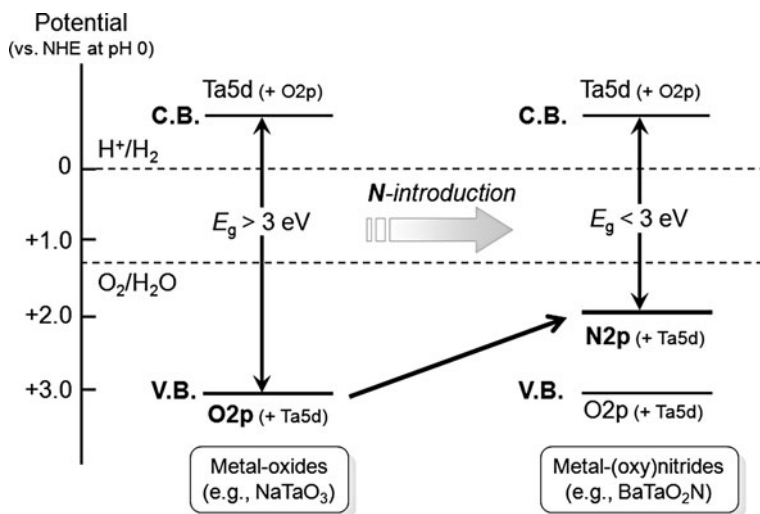 Potential
(vs. NHE at pH 0)
Ta5d (+ O2p)
Ta5d (+ O2p)
C.B.
C.B.
H⁺/H₂
0
N-introduction
E_g > 3 eV
E_g < 3 eV
+1.0
O₂/H₂O
+2.0
N2p (+ Ta5d)
+3.0
V.B.
V.B.
O2p (+ Ta5d)
O2p (+ Ta5d)
Metal-oxides
(e.g., NaTaO₃)
Metal-(oxy)nitrides
(e.g., BaTaO₂N)